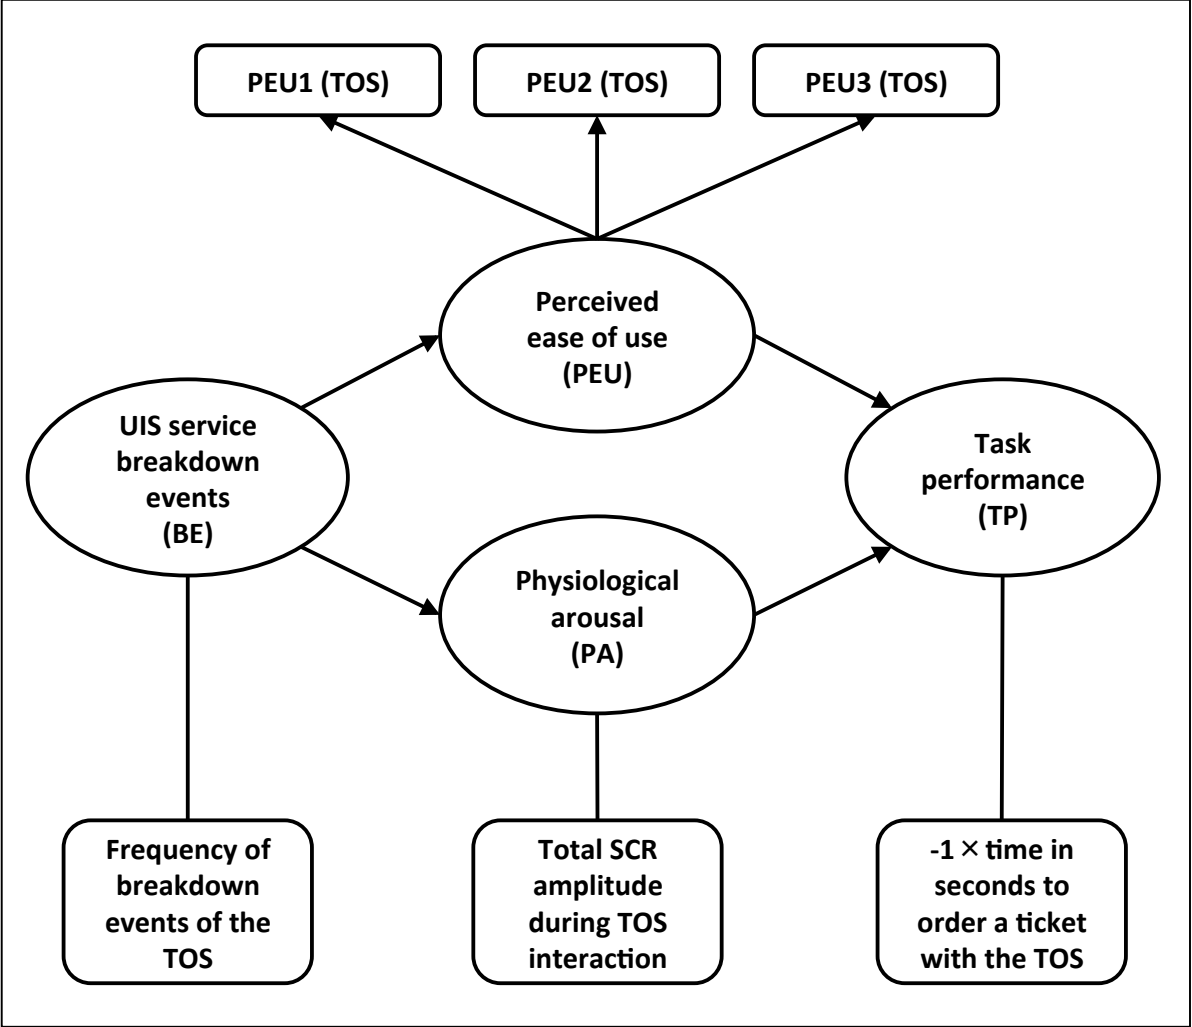 PEU1 (TOS)
PEU2 (TOS)
PEU3 (TOS)
Perceived
ease of use
(PEU)
UIS service
breakdown
events
(BE)
Task
performance
(TP)
Physiological
arousal
(PA)
Frequency of
breakdown
events of the
TOS
Total SCR
amplitude
during TOS
interaction
-1 × time in
seconds to
order a ticket
with the TOS